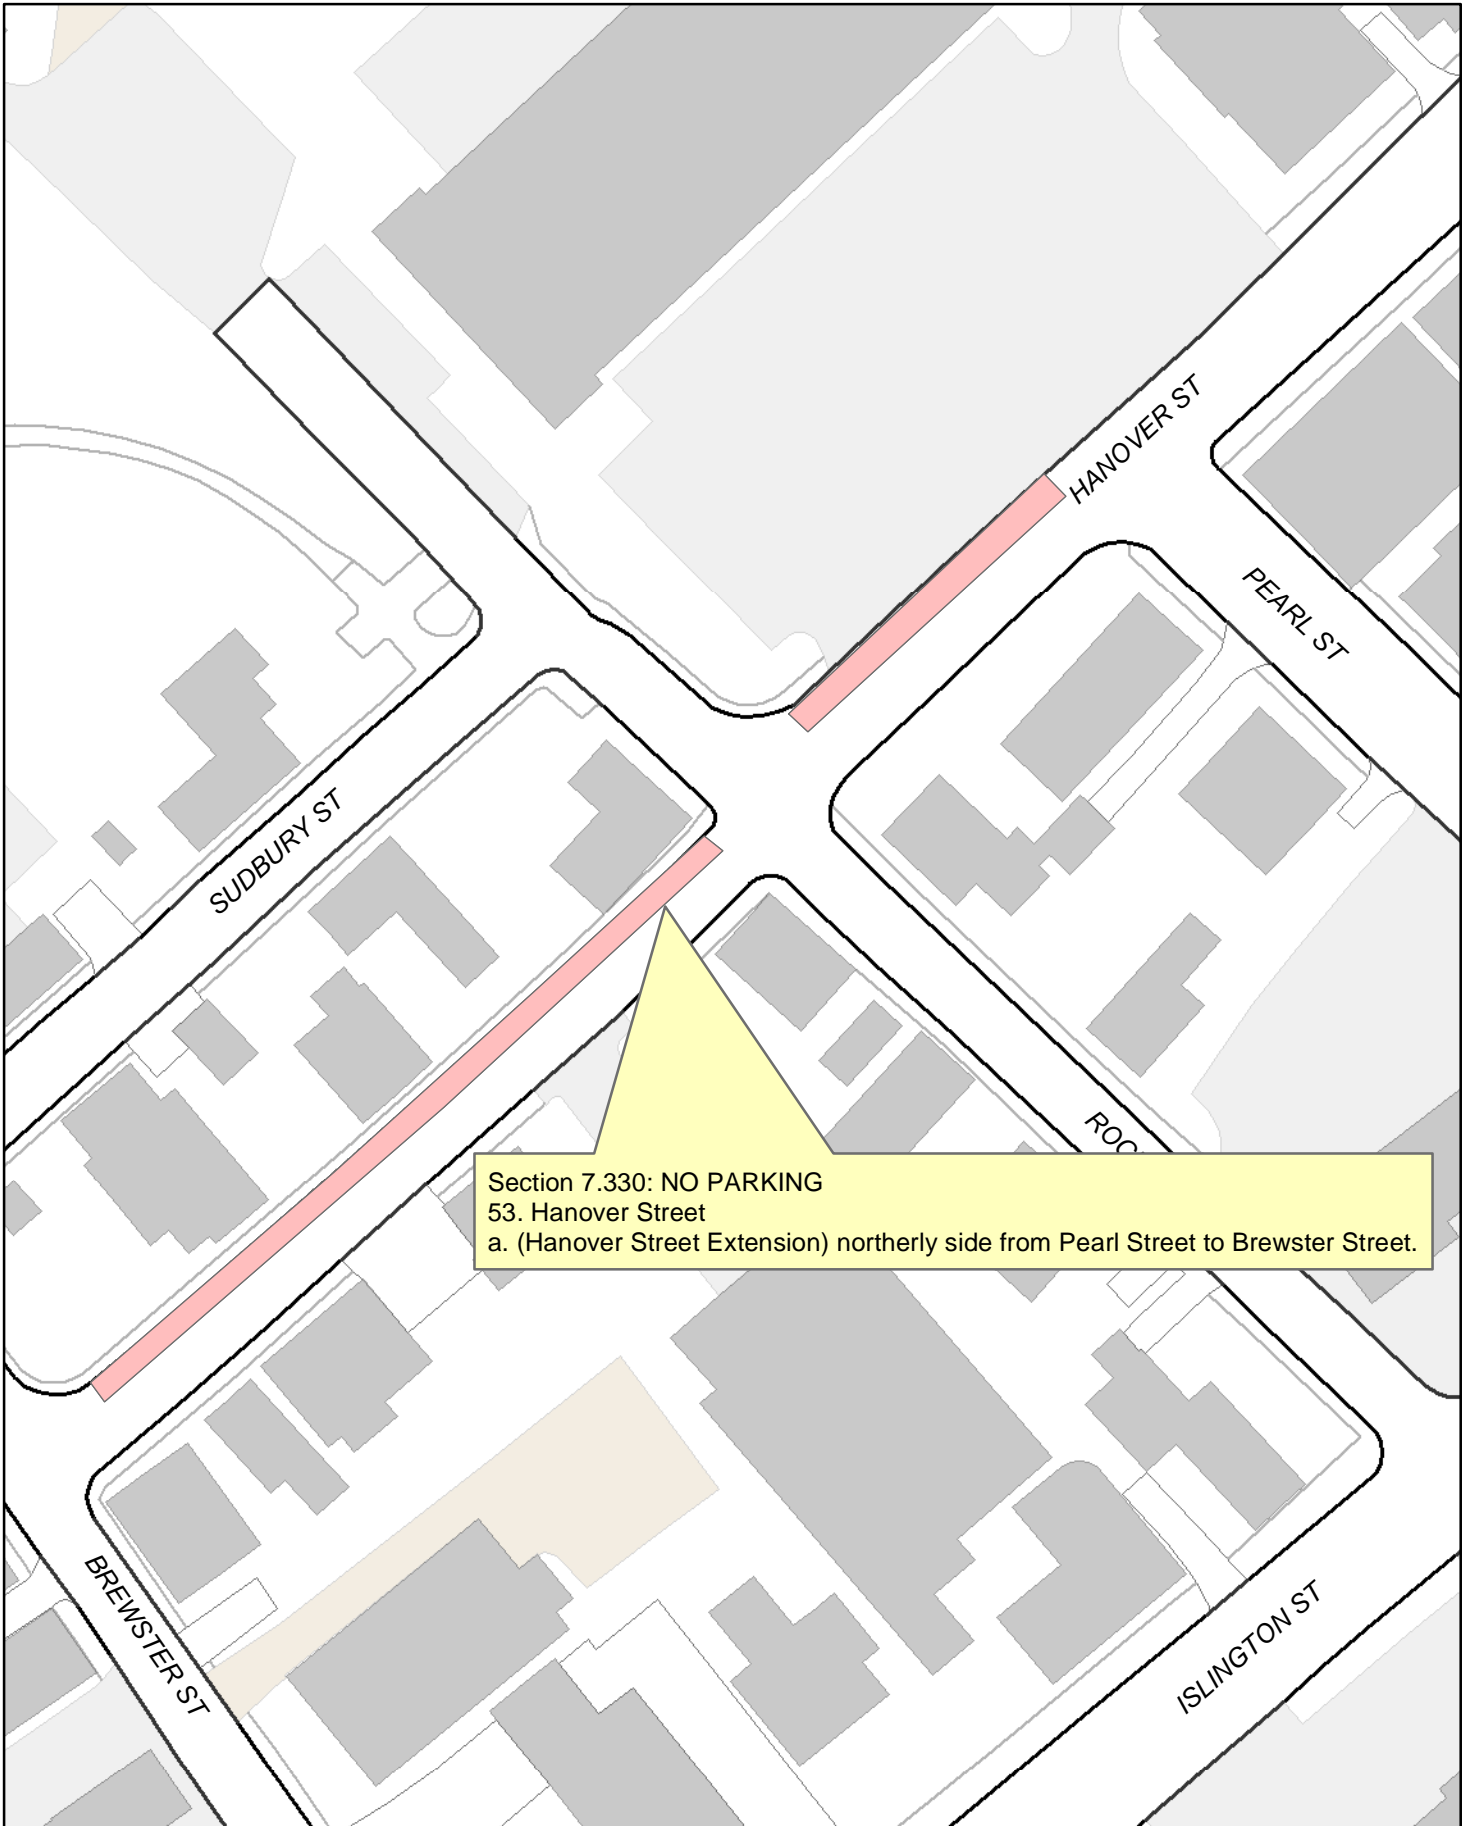 HANOVER ST
PEARL ST
SUDBURY ST
Section 7.330: NO PARKING
53. Hanover Street
a. (Hanover Street Extension) northerly side from Pearl Street to Brewster Street.
BREWSTER ST
ISLINGTON ST